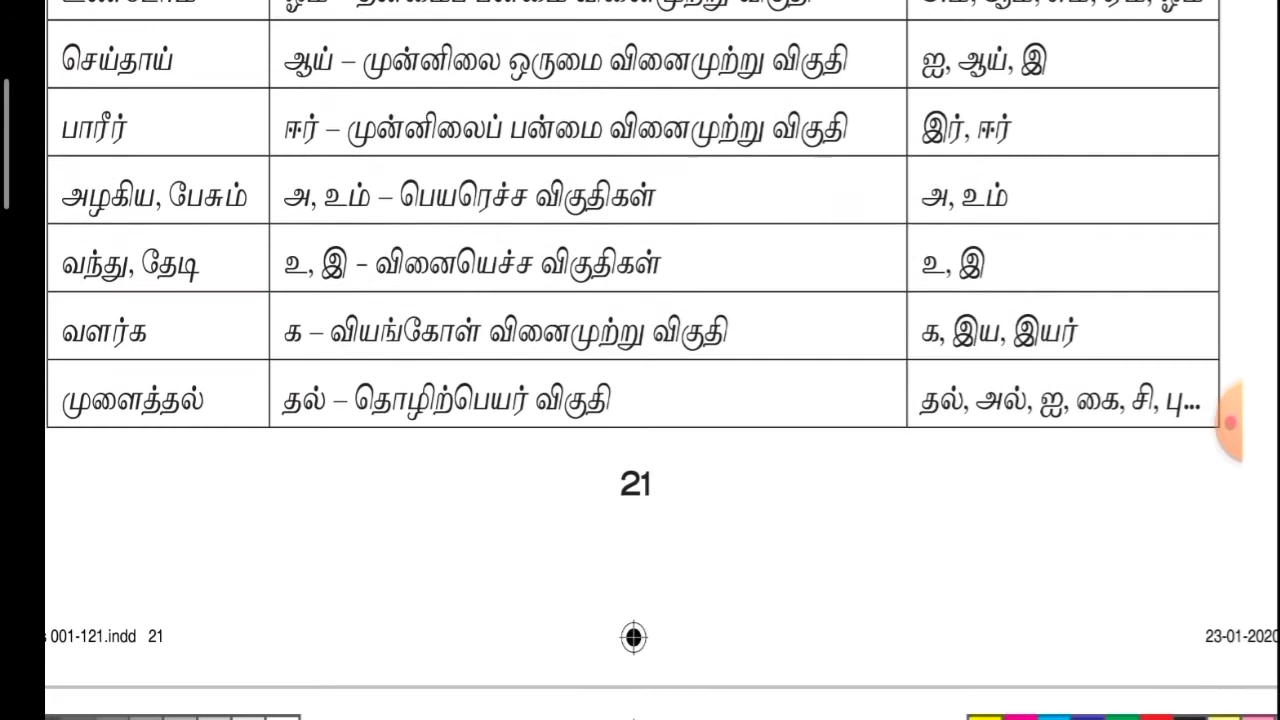 செய்தாய் ஆய் – முன்னிலை ஒருமை வினைமுற்று விகுதி ஐ, ஆய், இ
பாரீர் ஈர் – முன்னிலைப் பன்மை வினைமுற்று விகுதி இர், ஈர்
அழகிய, பேசும் அ, உம் – பெயரெச்ச விகுதிகள் அ, உம்
வந்து, தேடி உ, இ – வினையெச்ச விகுதிகள் உ, இ
வளர்க க – வியங்கோள் வினைமுற்று விகுதி க, இய, இயர்
முளைத்தல் தல் – தொழிற்பெயர் விகுதி தல், அல், ஐ, கை, சி, பு...
21
001-121.indd 21 23-01-2020